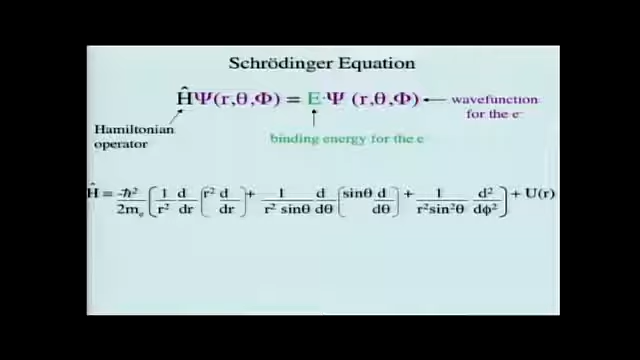 Schrödinger Equation
ĤΨ(r,θ,Φ) = E·Ψ (r,θ,Φ)
wavefunction for the e⁻
Hamiltonian operator
binding energy for the e
Ĥ = -ħ²/2mₑ [1/r² d/dr (r² d/dr) + 1/r² sinθ d/dθ (sinθ d/dθ) + 1/r²sin²θ d²/dϕ²] + U(r)